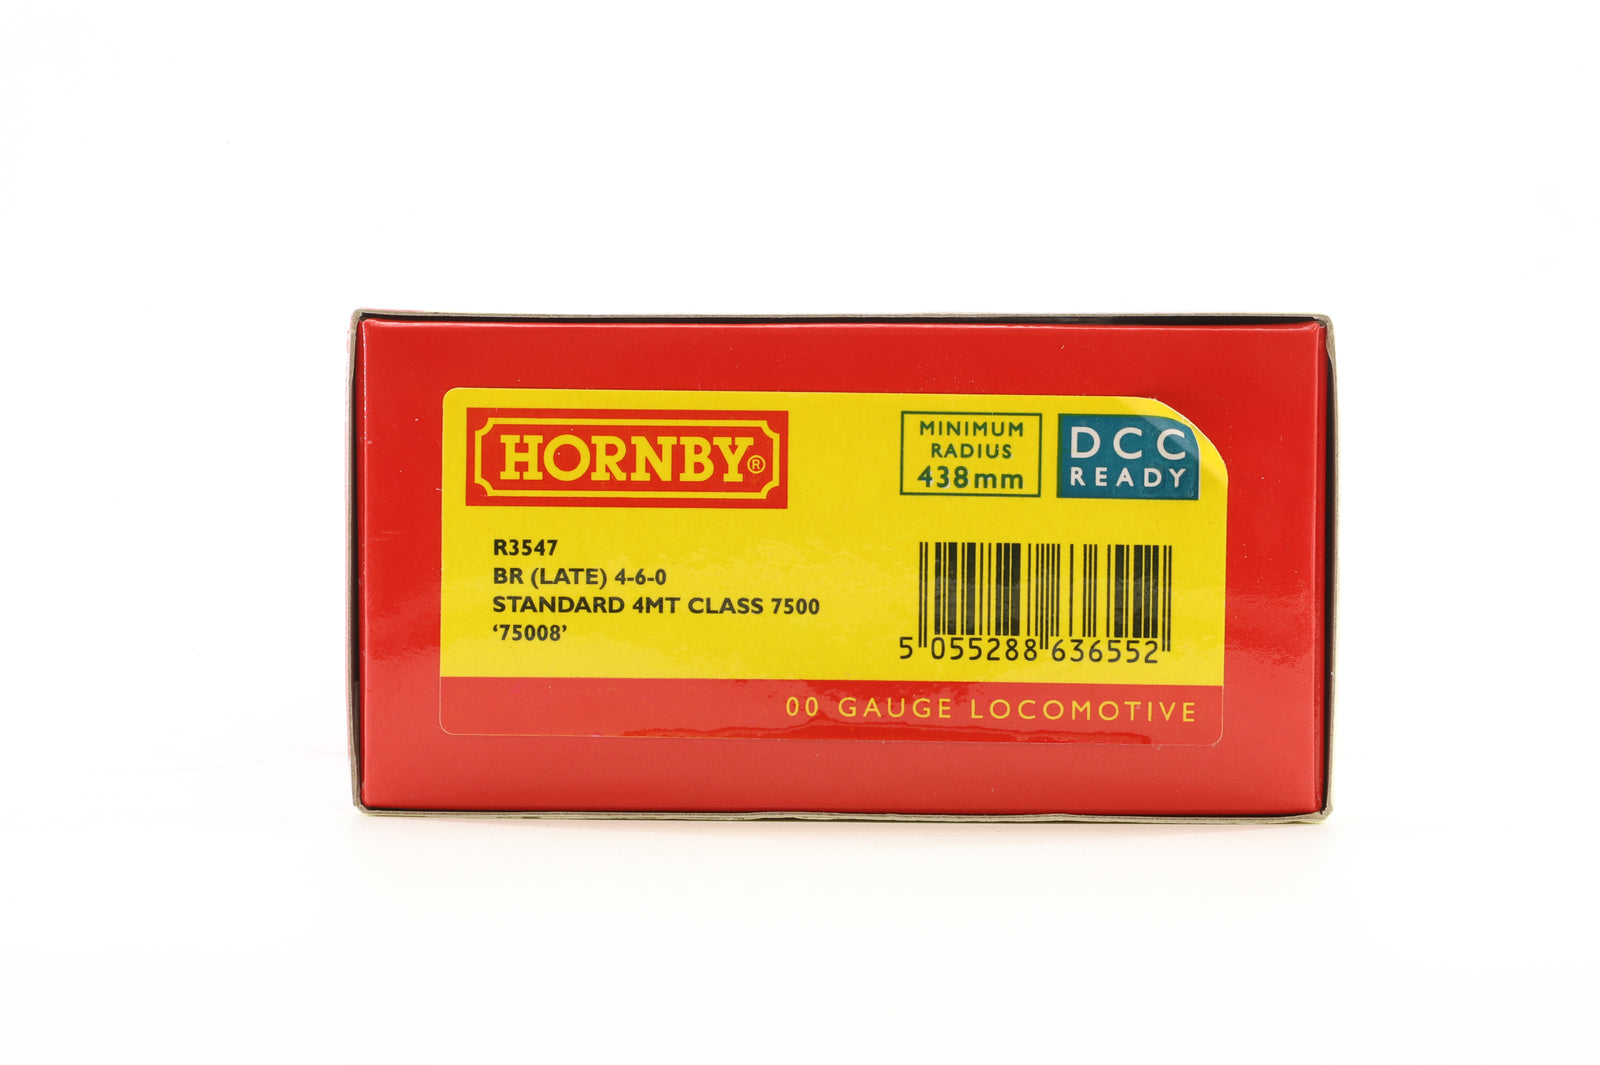 HORNBY®
MINIMUM
RADIUS
438mm
DCC
READY
R3547
BR (LATE) 4-6-0
STANDARD 4MT CLASS 7500
‘75008’
5 055288 636552
00 GAUGE LOCOMOTIVE